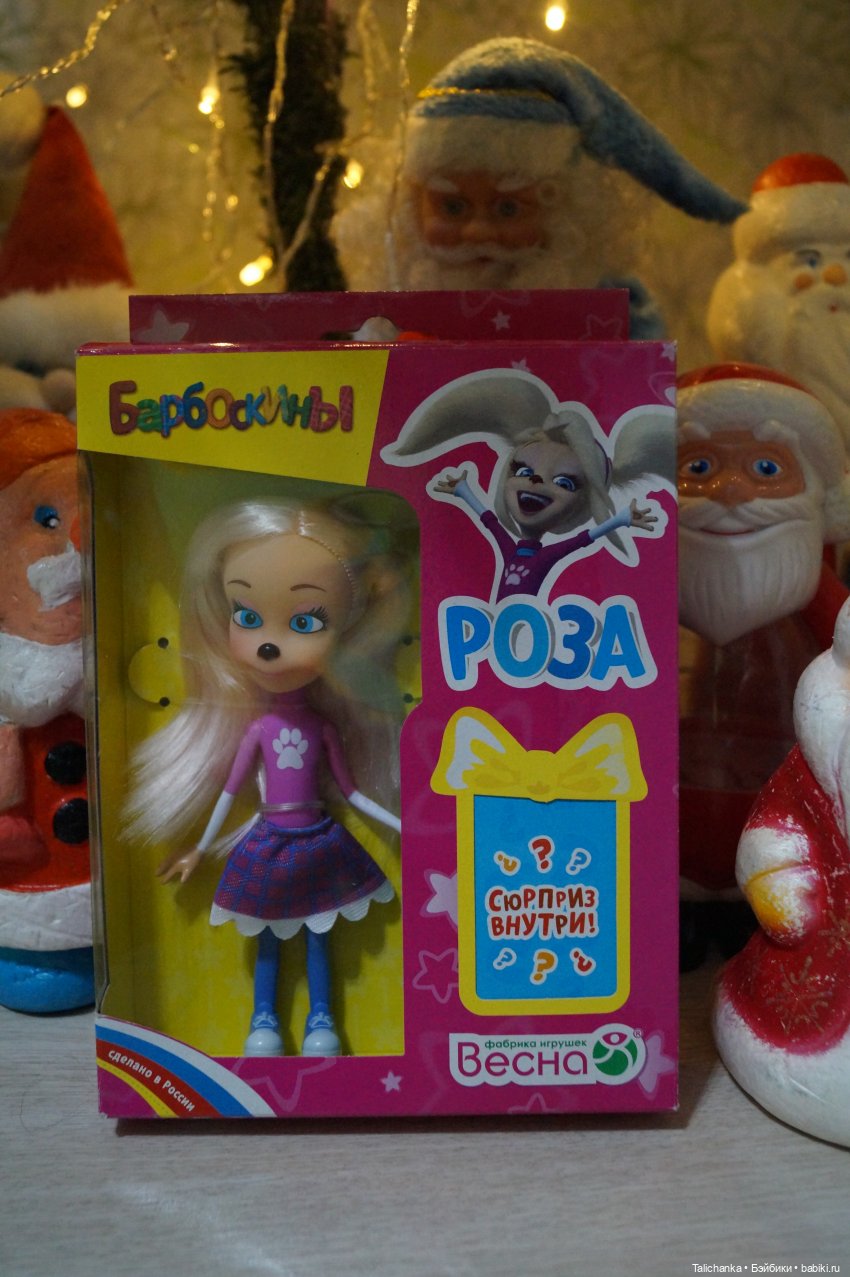 Барбоскины
РОЗА
? ? ?
СЮРПРИЗ
ВНУТРИ!
? ? ?
фабрика игрушек
Весна ®
сделано в России
Talichanka • Бэйбики • babiki.ru